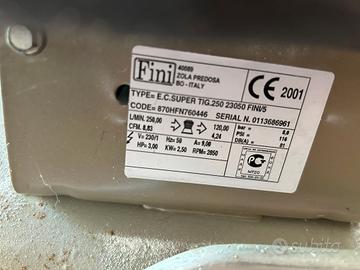 Fini
40069
ZOLA PREDOSA
BO - ITALY
CE 2001
TYPE= E.C.SUPER TIG.250 23050 FINI/5
CODE= 870HFN760446 SERIAL N. 0113686961
L/MIN. 250,00 120,00 bar = 8,0
CFM. 8,83 4,24 PSI = 116
V= 230/1 Hz= 50 A= 9,00 DB(A) = 81
HP= 3,00 KW= 2,50 RPM= 2850
subito.it